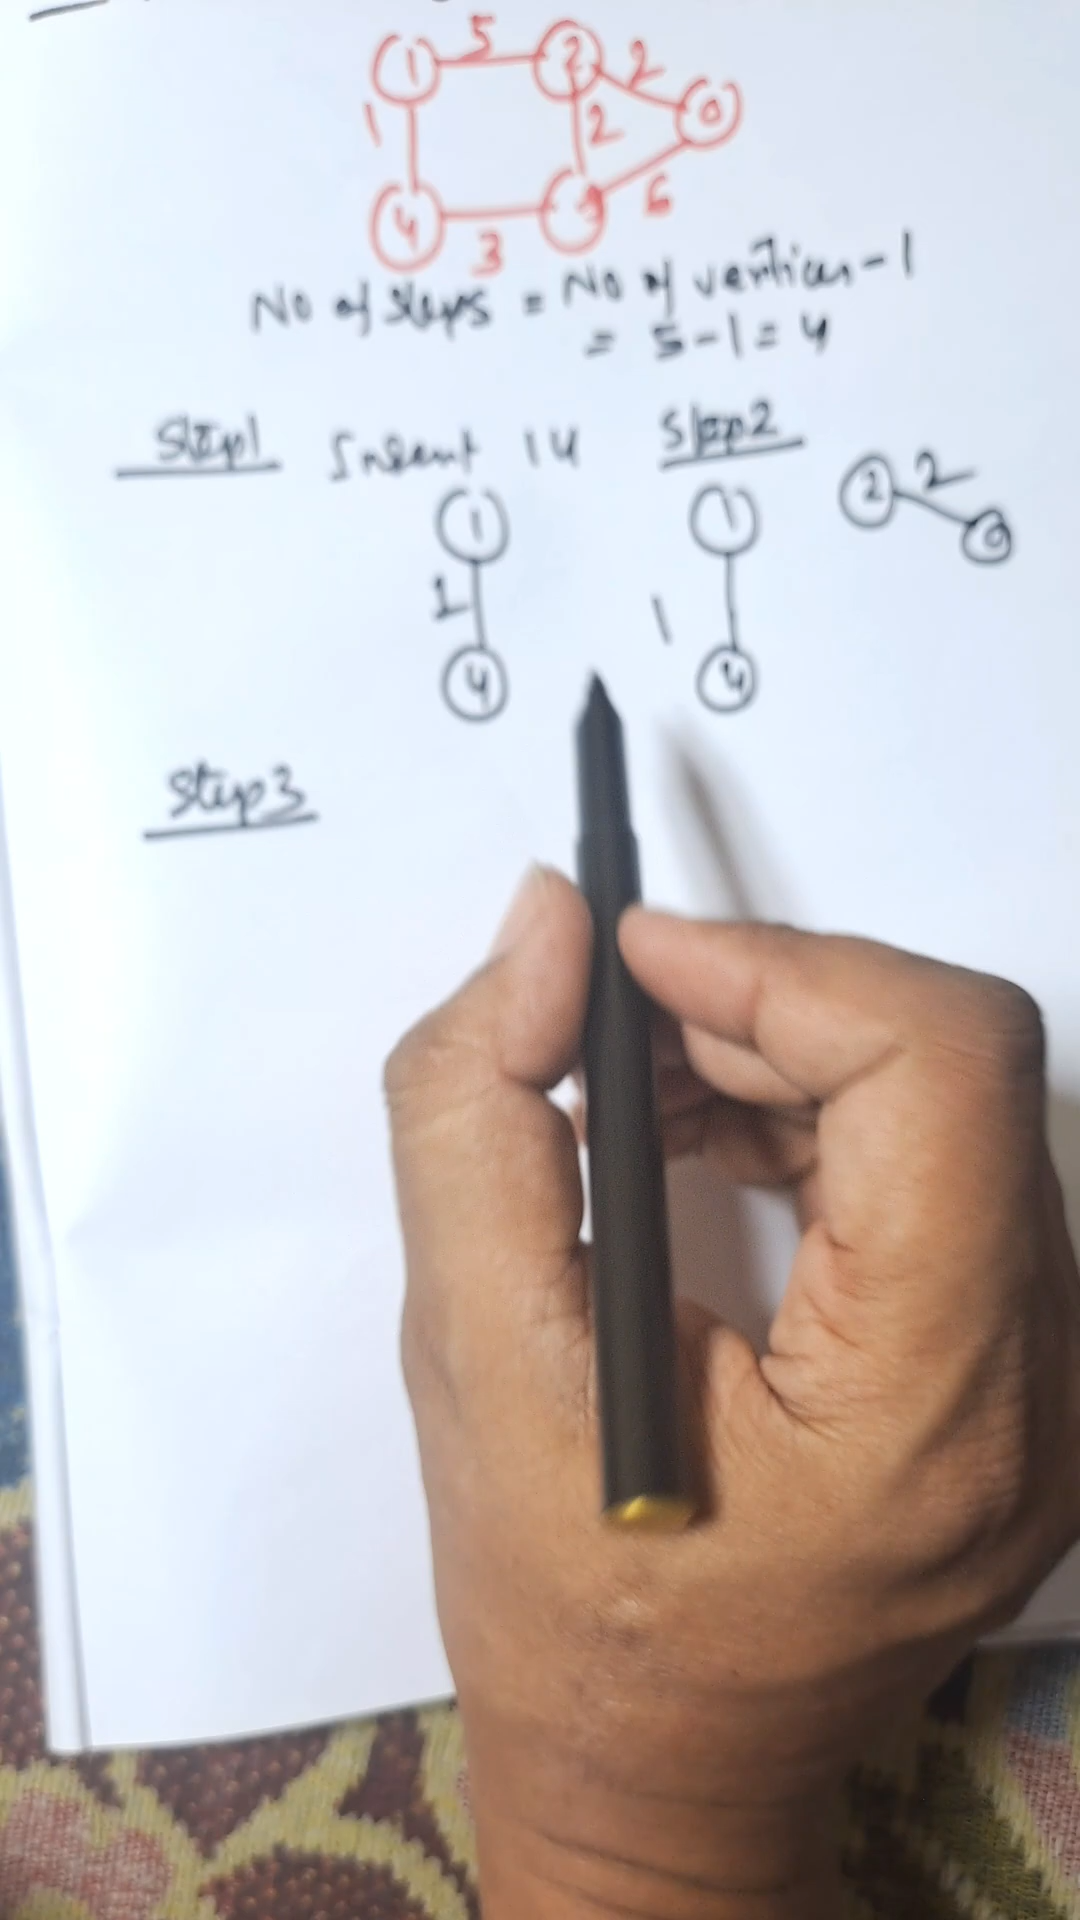 1 5 2 2 0
1 2
4 3 6
No of steps = No of vertices - 1
= 5 - 1 = 4
Step1 Insert 14 Step2
1 1 2 2 0
1 1
4 4
Step3